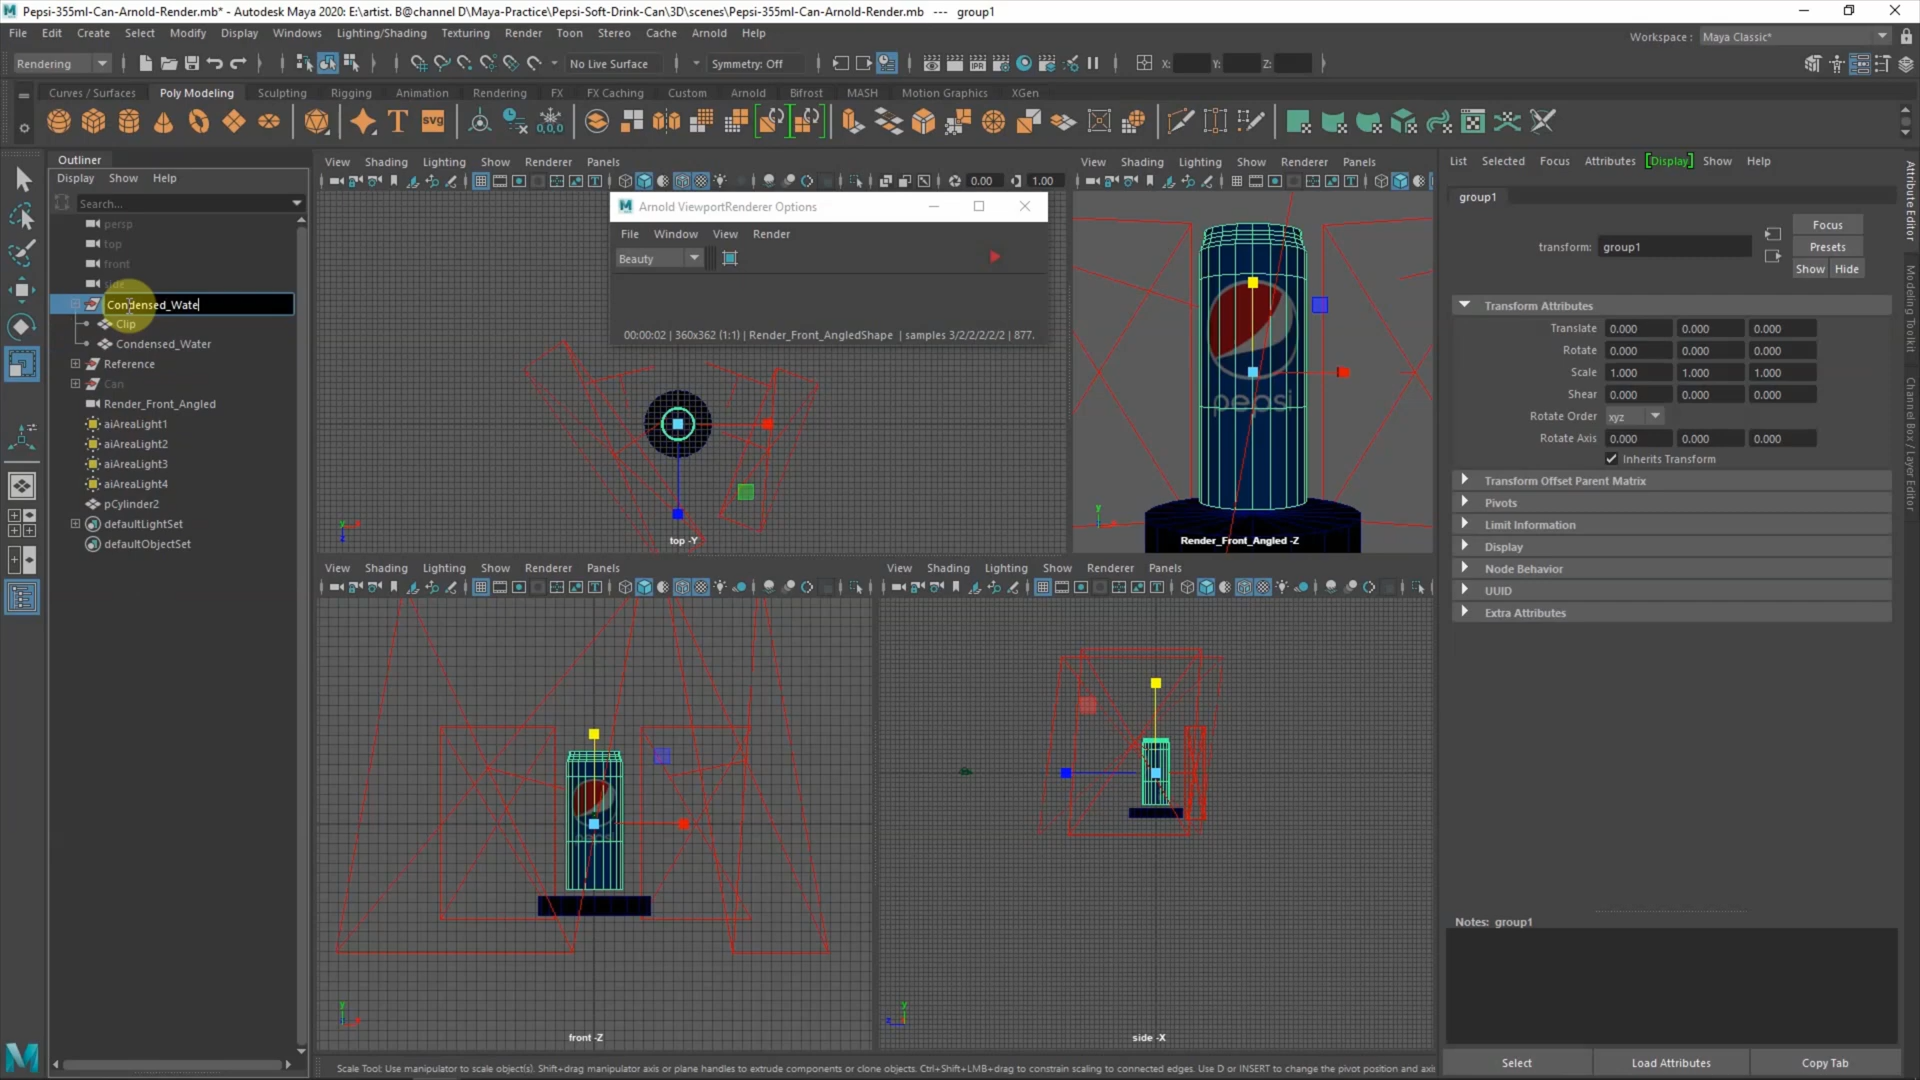 Pepsi-355ml-Can-Arnold-Render.mb* - Autodesk Maya 2020: E:\artist. B@channel D\Maya-Practice\Pepsi-Soft-Drink-Can\3D\scenes\Pepsi-355ml-Can-Arnold-Render.mb --- group1
File Edit Create Select Modify Display Windows Lighting/Shading Texturing Render Toon Stereo Cache Arnold Help
Workspace : Maya Classic*
Rendering No Live Surface Symmetry: Off X: Y: Z:
Curves / Surfaces Poly Modeling Sculpting Rigging Animation Rendering FX FX Caching Custom Arnold Bifrost MASH Motion Graphics XGen
T svg 0,0,0
Outliner
Display Show Help
Search...
persp
top
front
side
Condensed_Wate
Clip
Condensed_Water
Reference
Can
Render_Front_Angled
aiAreaLight1
aiAreaLight2
aiAreaLight3
aiAreaLight4
pCylinder2
defaultLightSet
defaultObjectSet
View Shading Lighting Show Renderer Panels
0.00 1.00
Arnold ViewportRenderer Options
File Window View Render
Beauty
00:00:02 | 360x362 (1:1) | Render_Front_AngledShape | samples 3/2/2/2/2/2 | 877.
top -Y
View Shading Lighting Show Renderer Panels
pepsi
Render_Front_Angled -Z
View Shading Lighting Show Renderer Panels
front -Z
View Shading Lighting Show Renderer Panels
side -X
List Selected Focus Attributes [Display] Show Help
group1
transform: group1
Focus
Presets
Show Hide
Transform Attributes
Translate 0.000 0.000 0.000
Rotate 0.000 0.000 0.000
Scale 1.000 1.000 1.000
Shear 0.000 0.000 0.000
Rotate Order xyz
Rotate Axis 0.000 0.000 0.000
Inherits Transform
Transform Offset Parent Matrix
Pivots
Limit Information
Display
Node Behavior
UUID
Extra Attributes
Notes: group1
Select Load Attributes Copy Tab
Attribute Editor
Modeling Toolkit
Channel Box / Layer Editor
Scale Tool: Use manipulator to scale object(s). Shift+drag manipulator axis or plane handles to extrude components or clone objects. Ctrl+Shift+LMB+drag to constrain scaling to connected edges. Use D or INSERT to change the pivot position and axis